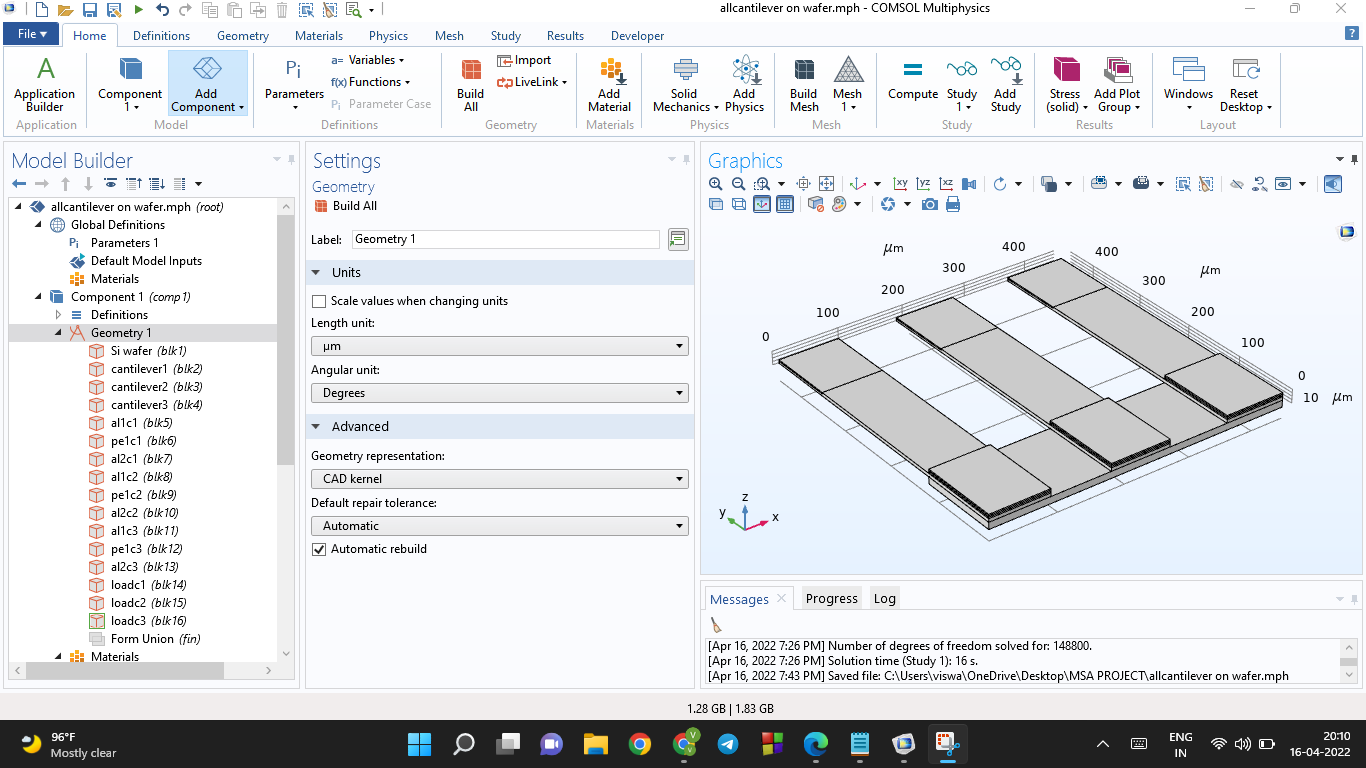 allcantilever on wafer.mph - COMSOL Multiphysics
File Home Definitions Geometry Materials Physics Mesh Study Results Developer
Application Builder
Component 1
Add Component
Parameters
a= Variables
f(x) Functions
Pi Parameter Case
Build All
Import
LiveLink
Add Material
Solid Mechanics
Add Physics
Build Mesh
Mesh 1
Compute
Study 1
Add Study
Stress (solid)
Add Plot Group
Windows
Reset Desktop
Application Model Definitions Geometry Materials Physics Mesh Study Results Layout
Model Builder
allcantilever on wafer.mph (root)
Global Definitions
Pi Parameters 1
Default Model Inputs
Materials
Component 1 (comp1)
Definitions
Geometry 1
Si wafer (blk1)
cantilever1 (blk2)
cantilever2 (blk3)
cantilever3 (blk4)
al1c1 (blk5)
pe1c1 (blk6)
al2c1 (blk7)
al1c2 (blk8)
pe1c2 (blk9)
al2c2 (blk10)
al1c3 (blk11)
pe1c3 (blk12)
al2c3 (blk13)
loadc1 (blk14)
loadc2 (blk15)
loadc3 (blk16)
Form Union (fin)
Materials
Settings
Geometry
Build All
Label: Geometry 1
Units
Scale values when changing units
Length unit:
µm
Angular unit:
Degrees
Advanced
Geometry representation:
CAD kernel
Default repair tolerance:
Automatic
Automatic rebuild
Graphics
xy yz xz
µm 400 400
300 300 µm
200 200
100 100
0 0
10 µm
z
y x
Messages Progress Log
[Apr 16, 2022 7:26 PM] Number of degrees of freedom solved for: 148800.
[Apr 16, 2022 7:26 PM] Solution time (Study 1): 16 s.
[Apr 16, 2022 7:43 PM] Saved file: C:\Users\viswa\OneDrive\Desktop\MSA PROJECT\allcantilever on wafer.mph
1.28 GB | 1.83 GB
96°F
Mostly clear
V
V
ENG
IN
20:10
16-04-2022